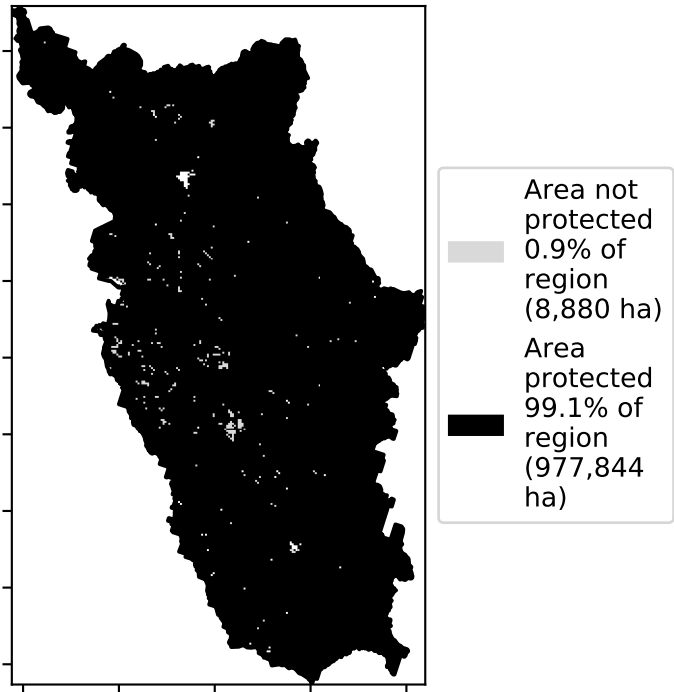 Area not
protected
0.9% of
region
(8,880 ha)
Area
protected
99.1% of
region
(977,844
ha)